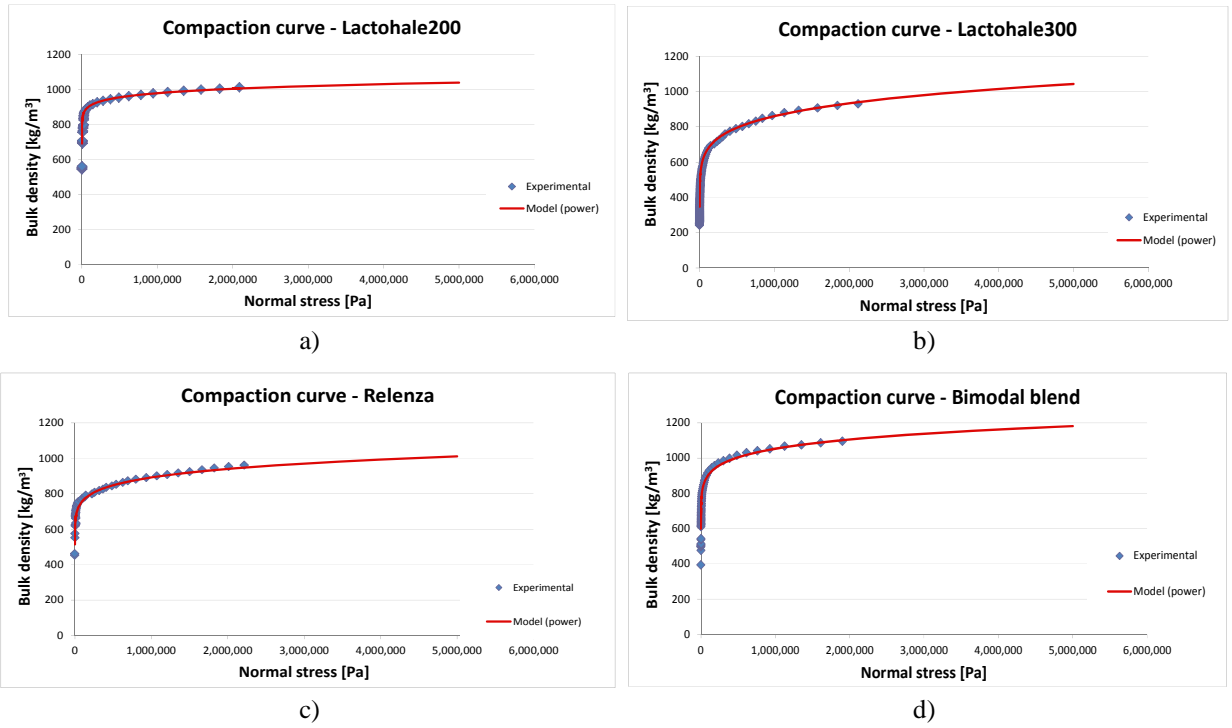 Compaction curve - Lactohale200
Bulk density [kg/m³]
1200
1000
800
600
400
200
0
Experimental
Model (power)
0 1,000,000 2,000,000 3,000,000 4,000,000 5,000,000 6,000,000
Normal stress [Pa]
a)
Compaction curve - Lactohale300
Bulk density [kg/m³]
1200
1000
800
600
400
200
0
Experimental
Model (power)
0 1,000,000 2,000,000 3,000,000 4,000,000 5,000,000 6,000,000
Normal stress [Pa]
b)
Compaction curve - Relenza
Bulk density [kg/m³]
1200
1000
800
600
400
200
0
Experimental
Model (power)
0 1,000,000 2,000,000 3,000,000 4,000,000 5,000,000 6,000,000
Normal stress [Pa]
c)
Compaction curve - Bimodal blend
Bulk density [kg/m³]
1200
1000
800
600
400
200
0
Experimental
Model (power)
0 1,000,000 2,000,000 3,000,000 4,000,000 5,000,000 6,000,000
Normal stress [Pa]
d)